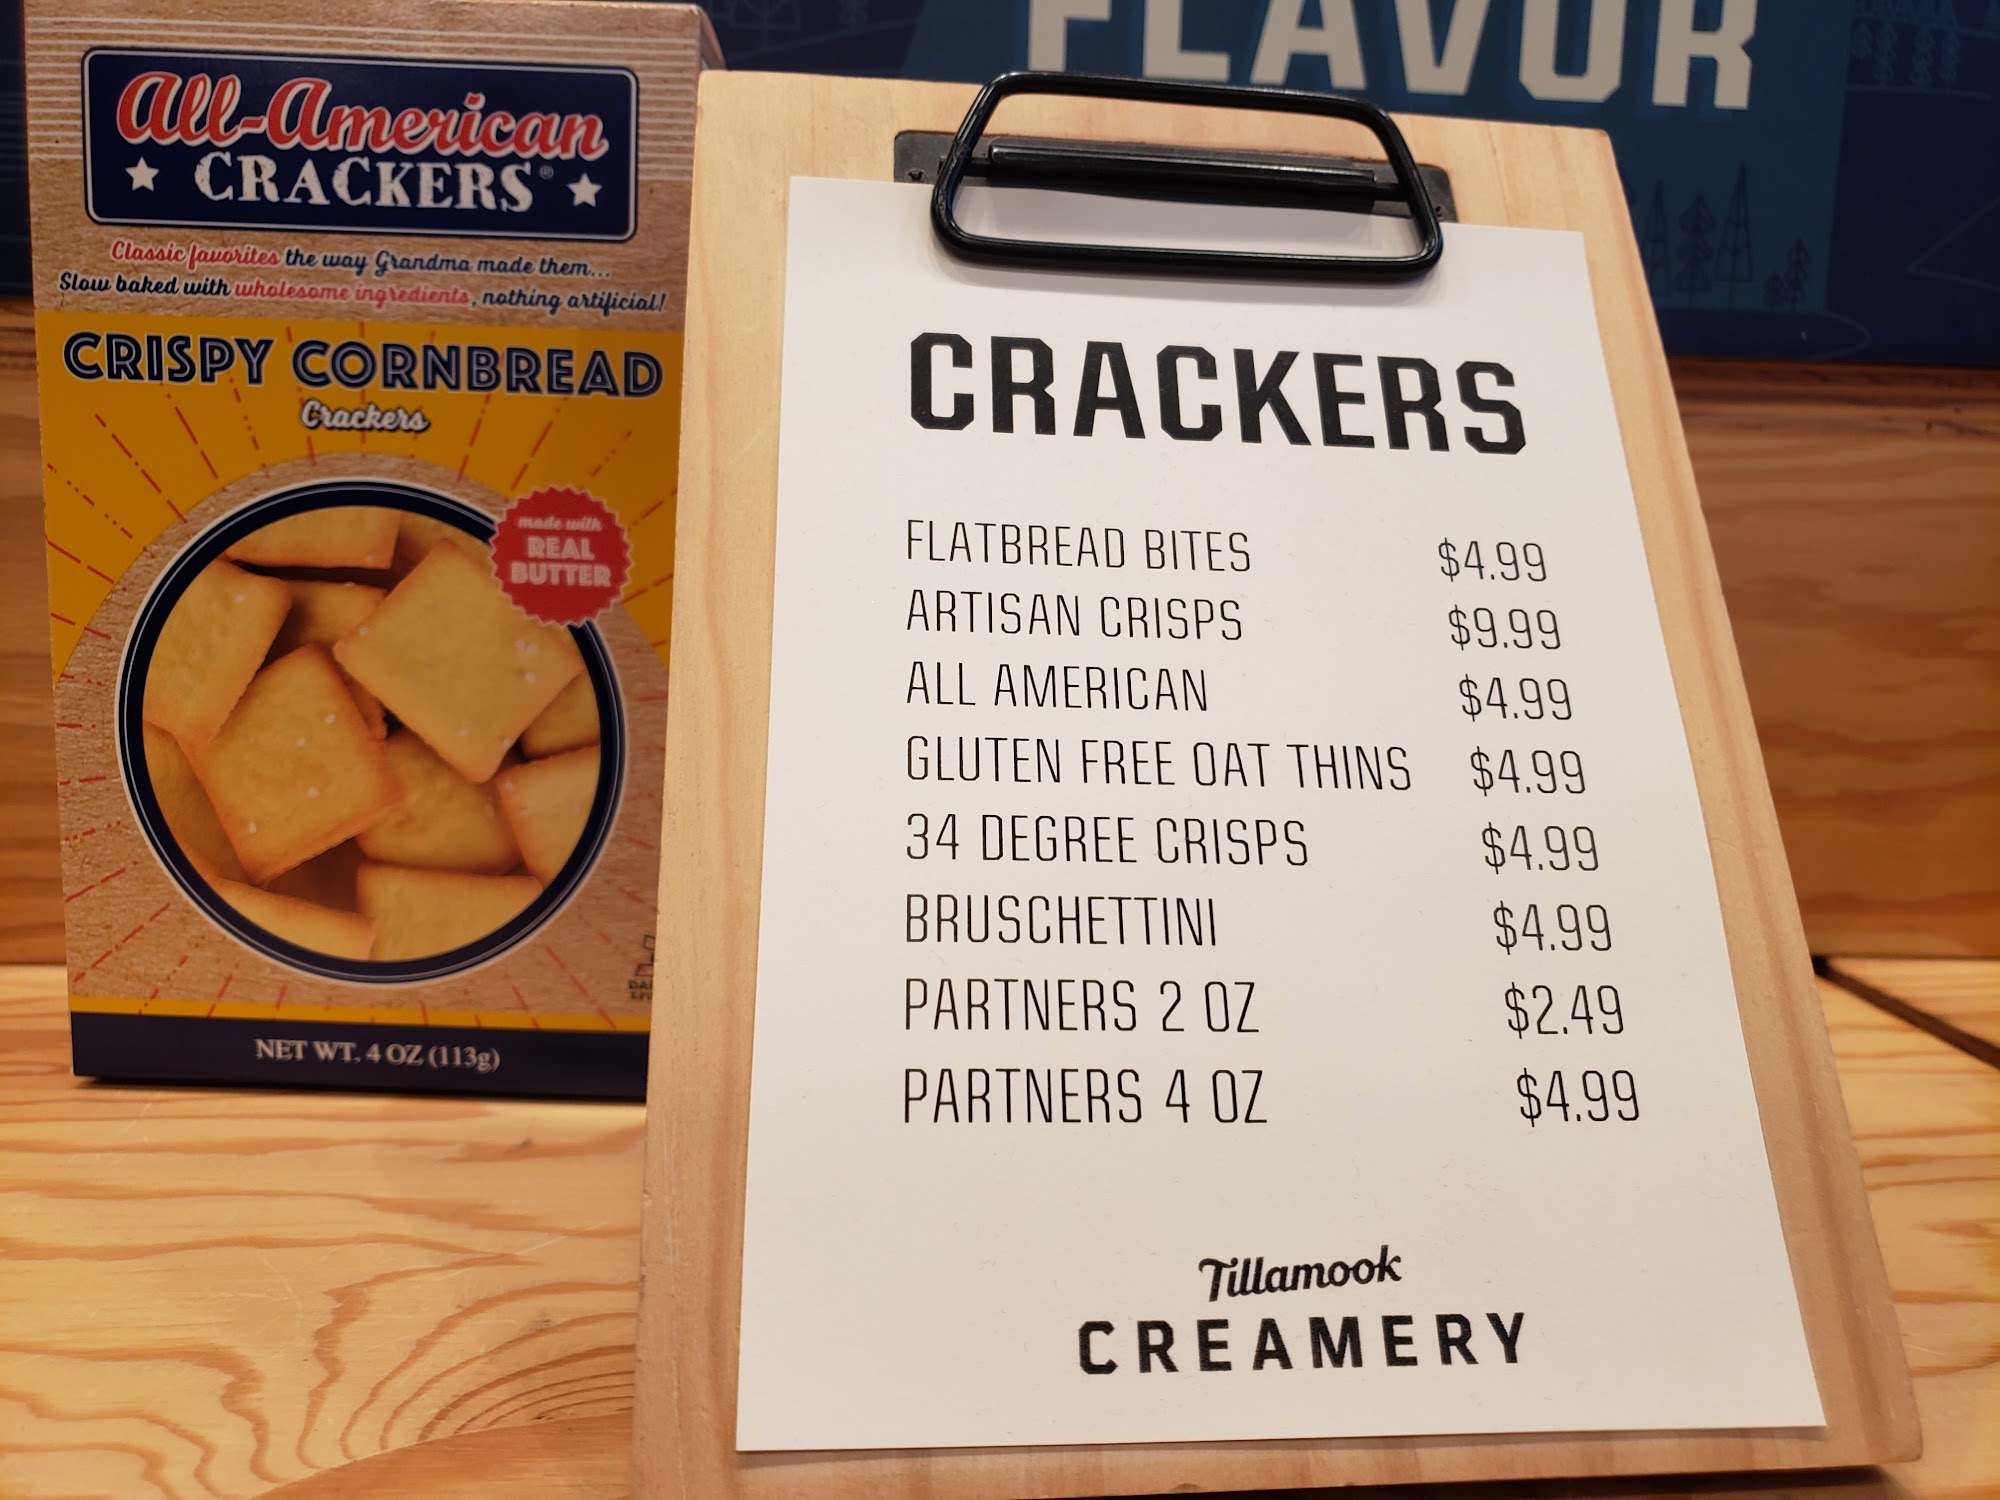 FLAVOR
All-American
CRACKERS®
Classic favorites the way Grandma made them...
Slow baked with wholesome ingredients, nothing artificial!
CRISPY CORNBREAD
Crackers
made with
REAL
BUTTER
NET WT. 4 OZ (113g)
CRACKERS
FLATBREAD BITES $4.99
ARTISAN CRISPS $9.99
ALL AMERICAN $4.99
GLUTEN FREE OAT THINS $4.99
34 DEGREE CRISPS $4.99
BRUSCHETTINI $4.99
PARTNERS 2 OZ $2.49
PARTNERS 4 OZ $4.99
Tillamook
CREAMERY